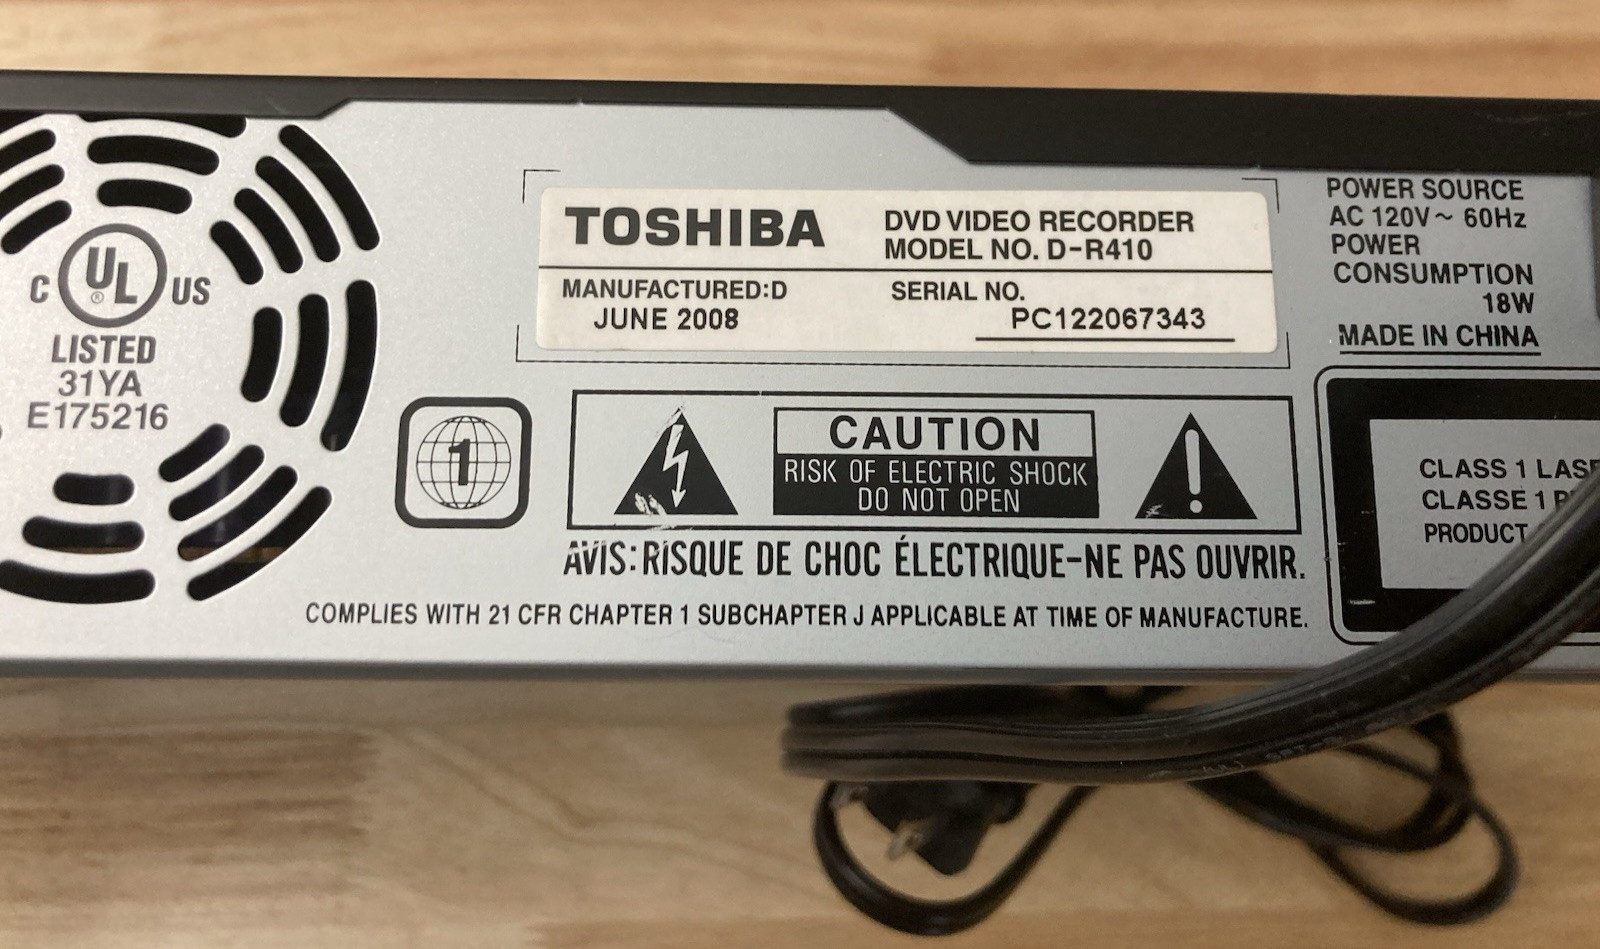 C UL® US
LISTED
31YA
E175216
TOSHIBA
DVD VIDEO RECORDER
MODEL NO. D-R410
MANUFACTURED:D
JUNE 2008
SERIAL NO.
PC122067343
POWER SOURCE
AC 120V~ 60Hz
POWER
CONSUMPTION
18W
MADE IN CHINA
1
CAUTION
RISK OF ELECTRIC SHOCK
DO NOT OPEN
!
AVIS: RISQUE DE CHOC ÉLECTRIQUE-NE PAS OUVRIR.
COMPLIES WITH 21 CFR CHAPTER 1 SUBCHAPTER J APPLICABLE AT TIME OF MANUFACTURE.
CLASS 1
CLASSE 1
PRODUCT